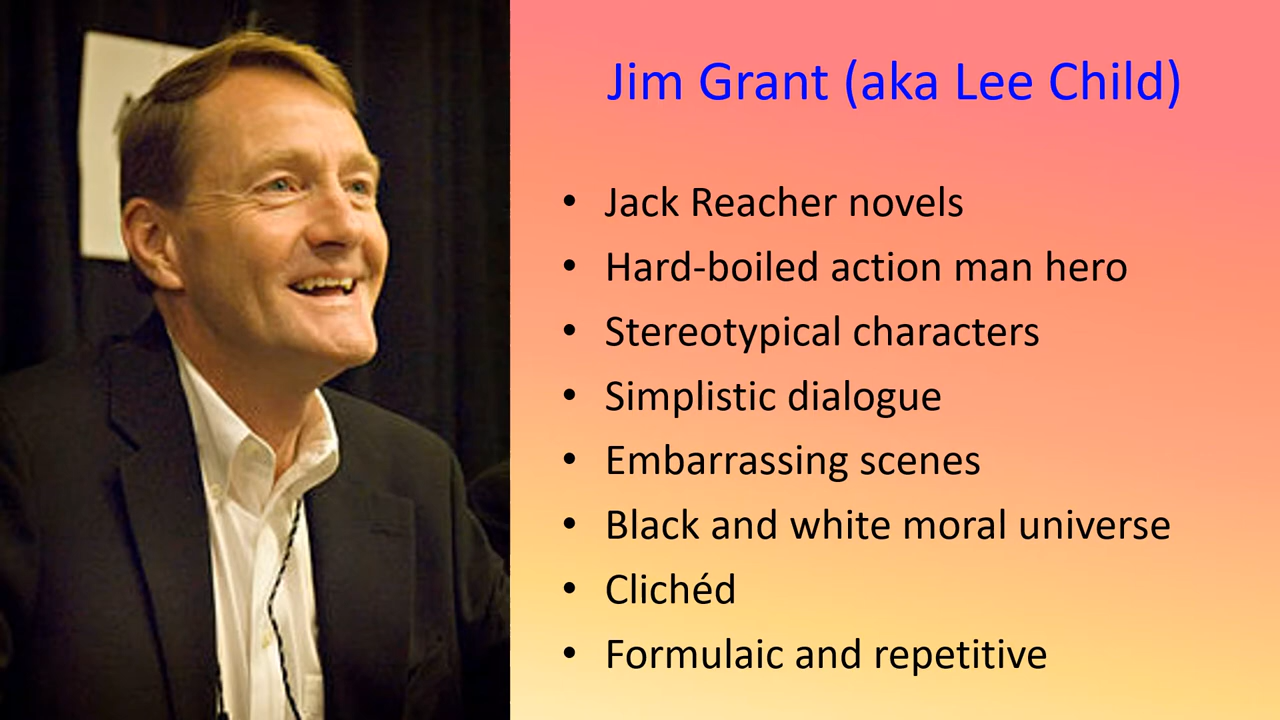 Jim Grant (aka Lee Child)
• Jack Reacher novels
• Hard-boiled action man hero
• Stereotypical characters
• Simplistic dialogue
• Embarrassing scenes
• Black and white moral universe
• Clichéd
• Formulaic and repetitive